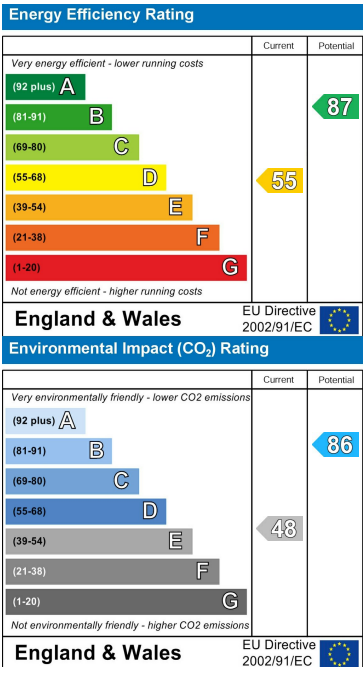 Energy Efficiency Rating
Current Potential
Very energy efficient - lower running costs
(92 plus) A
(81-91) B
87
(69-80) C
(55-68) D
55
(39-54) E
(21-38) F
(1-20) G
Not energy efficient - higher running costs
England & Wales
EU Directive
2002/91/EC
Environmental Impact (CO₂) Rating
Current Potential
Very environmentally friendly - lower CO2 emissions
(92 plus) A
(81-91) B
86
(69-80) C
(55-68) D
(39-54) E
48
(21-38) F
(1-20) G
Not environmentally friendly - higher CO2 emissions
England & Wales
EU Directive
2002/91/EC